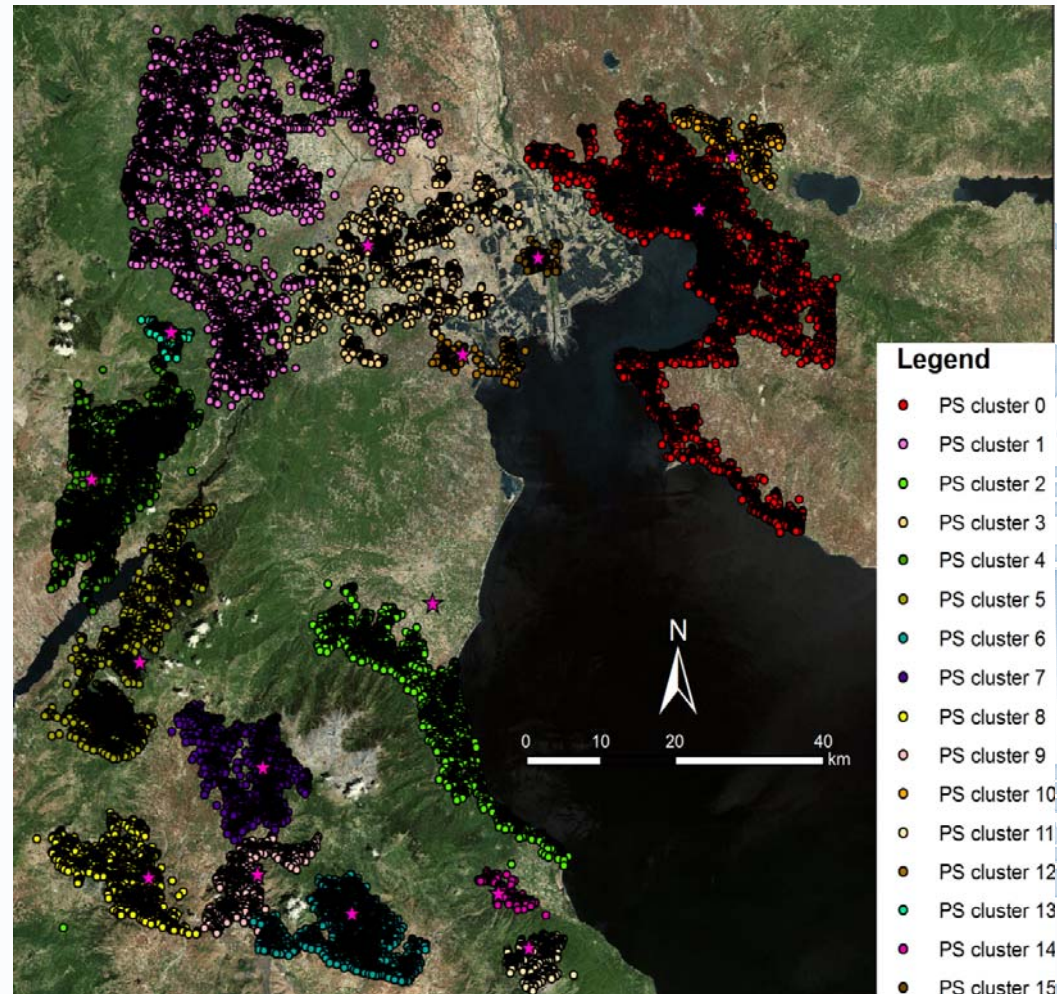 Legend
PS cluster 0
PS cluster 1
PS cluster 2
PS cluster 3
PS cluster 4
PS cluster 5
PS cluster 6
PS cluster 7
PS cluster 8
PS cluster 9
PS cluster 10
PS cluster 11
PS cluster 12
PS cluster 13
PS cluster 14
PS cluster 15
N
0 10 20 40
km